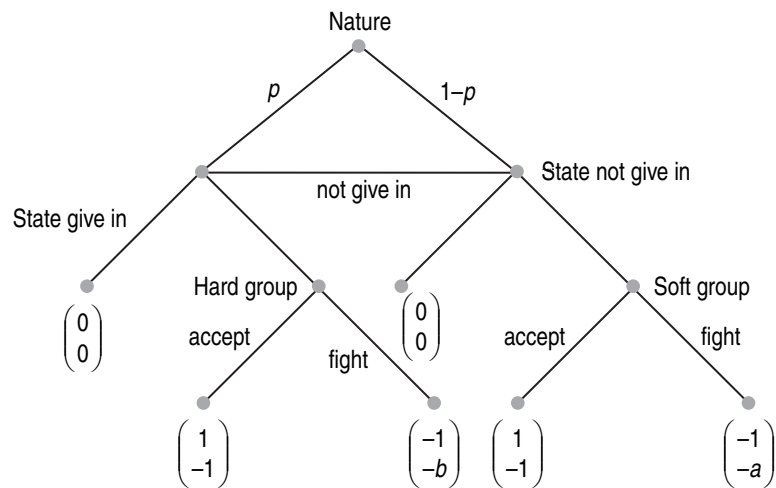 Nature
p
1–p
State not give in
not give in
State give in
Hard group
Soft group
0
0
0
0
accept
fight
accept
fight
1
–1
–1
–b
1
–1
–1
–a